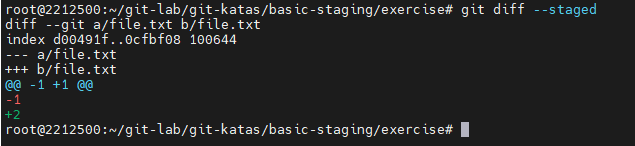 root@2212500:~/git-lab/git-katas/basic-staging/exercise# git diff --staged
diff --git a/file.txt b/file.txt
index d00491f..0cfbf08 100644
--- a/file.txt
+++ b/file.txt
@@ -1 +1 @@
-1
+2
root@2212500:~/git-lab/git-katas/basic-staging/exercise#